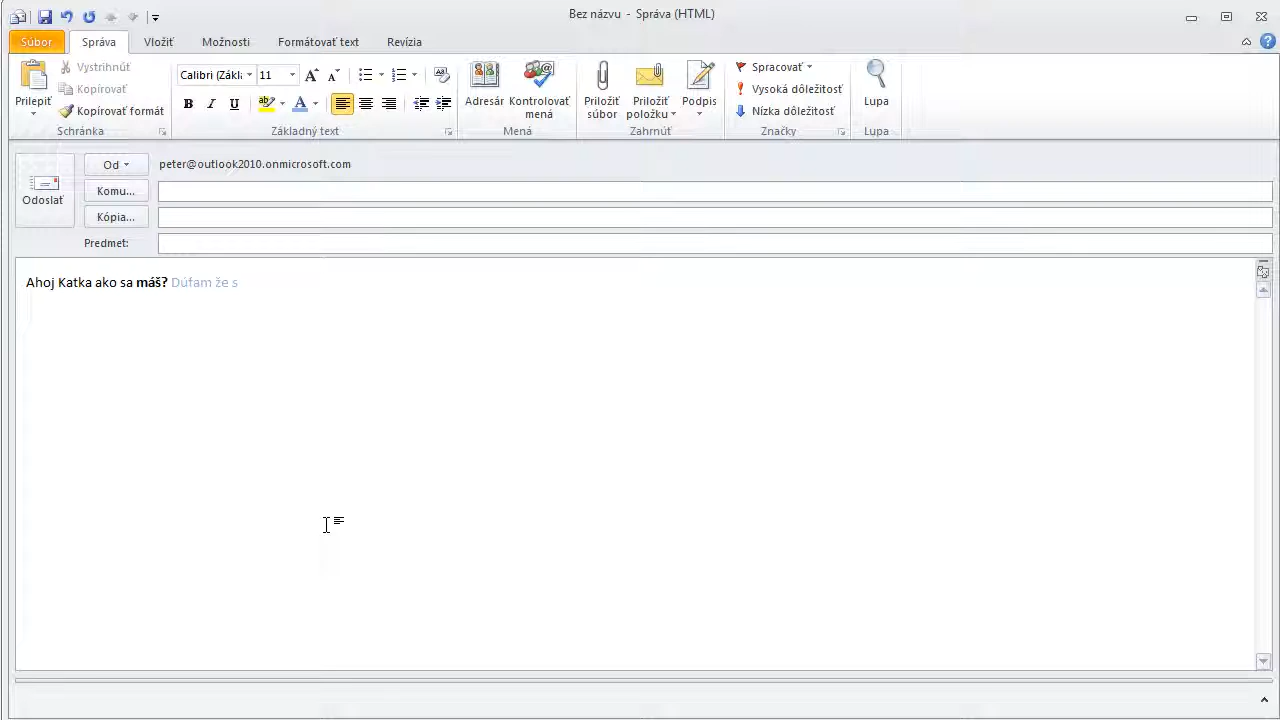 Bez názvu - Správa (HTML)
Súbor Správa Vložiť Možnosti Formátovať text Revízia
Prilepiť
Vystrihnúť
Kopírovať
Kopírovať formát
Schránka
Calibri (Zákl. 11
Základný text
Adresár Kontrolovať mená
Mená
Priložiť súbor Priložiť položku Podpis
Zahrnúť
Spracovať
Vysoká dôležitosť
Nízka dôležitosť
Značky
Lupa
Lupa
Odoslať
Od peter@outlook2010.onmicrosoft.com
Komu...
Kópia...
Predmet:
Ahoj Katka ako sa máš? Dúfam že s